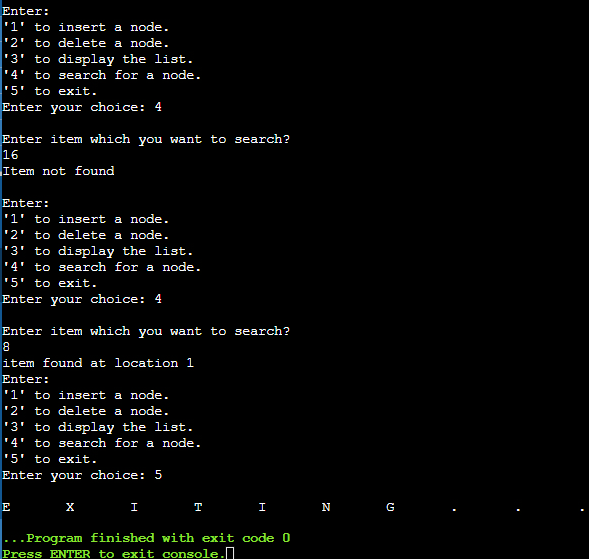 Enter:
'1' to insert a node.
'2' to delete a node.
'3' to display the list.
'4' to search for a node.
'5' to exit.
Enter your choice: 4
Enter item which you want to search?
16
Item not found
Enter:
'1' to insert a node.
'2' to delete a node.
'3' to display the list.
'4' to search for a node.
'5' to exit.
Enter your choice: 4
Enter item which you want to search?
8
item found at location 1
Enter:
'1' to insert a node.
'2' to delete a node.
'3' to display the list.
'4' to search for a node.
'5' to exit.
Enter your choice: 5
E X I T I N G . . .
...Program finished with exit code 0
Press ENTER to exit console.